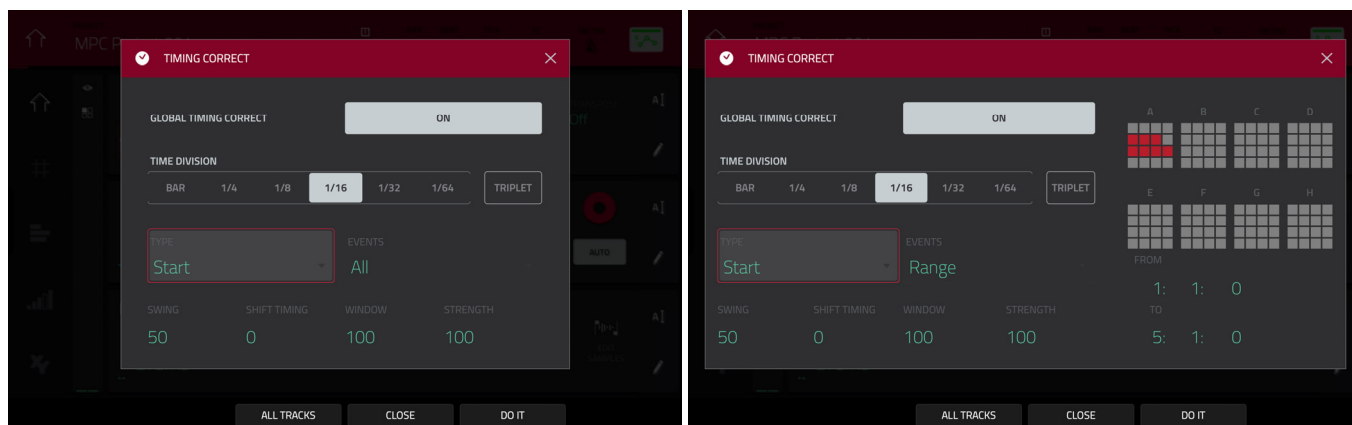 MPC P
TIMING CORRECT
GLOBAL TIMING CORRECT
ON
TIME DIVISION
BAR 1/4 1/8 1/16 1/32 1/64 TRIPLET
TYPE EVENTS
Start All
SWING SHIFT TIMING WINDOW STRENGTH
50 0 100 100
Off
AUTO
ALL TRACKS CLOSE DO IT
TIMING CORRECT
GLOBAL TIMING CORRECT
ON
TIME DIVISION
BAR 1/4 1/8 1/16 1/32 1/64 TRIPLET
TYPE EVENTS
Start Range
SWING SHIFT TIMING WINDOW STRENGTH
50 0 100 100
A B C D
E F G H
FROM
1: 1: 0
TO
5: 1: 0
ALL TRACKS CLOSE DO IT